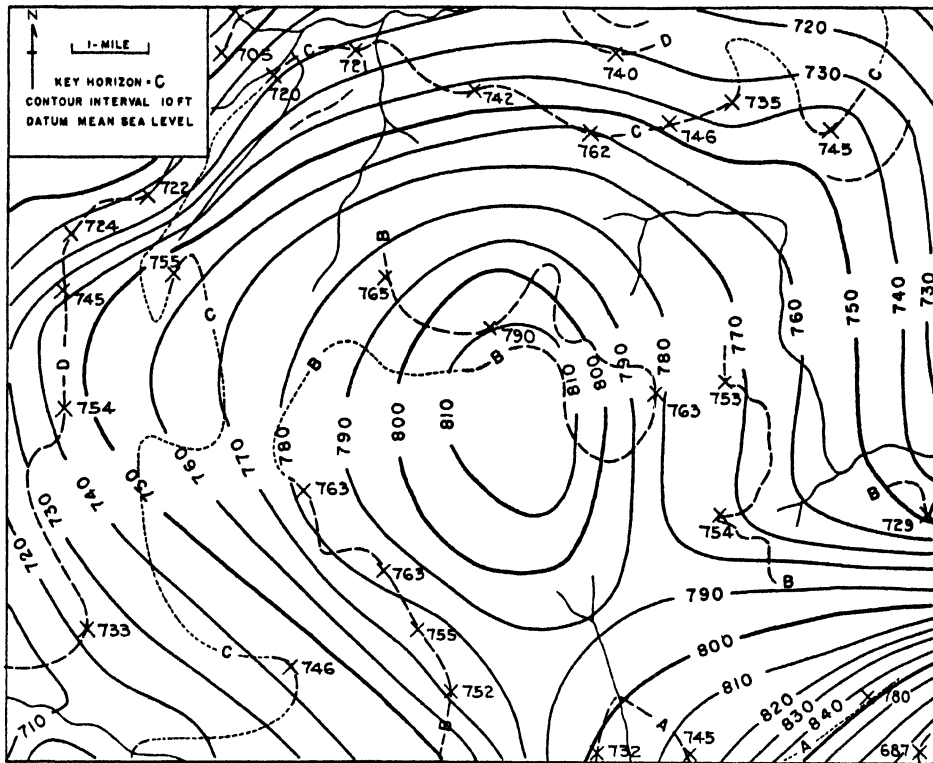 N
1-MILE
KEY HORIZON = C
CONTOUR INTERVAL 10 FT
DATUM MEAN SEA LEVEL
705
C
721
D
740
720
C
720
730
742
735
746
C
762
745
722
724
755
745
B
765
C
790
B
B
D
754
763
753
810
800
790
780
770
760
750
740
730
810
800
790
780
770
760
750
740
730
720
763
754
B
729
763
B
790
733
755
800
C
746
752
810
780
B
A
820
830
840
A
710
732
745
687